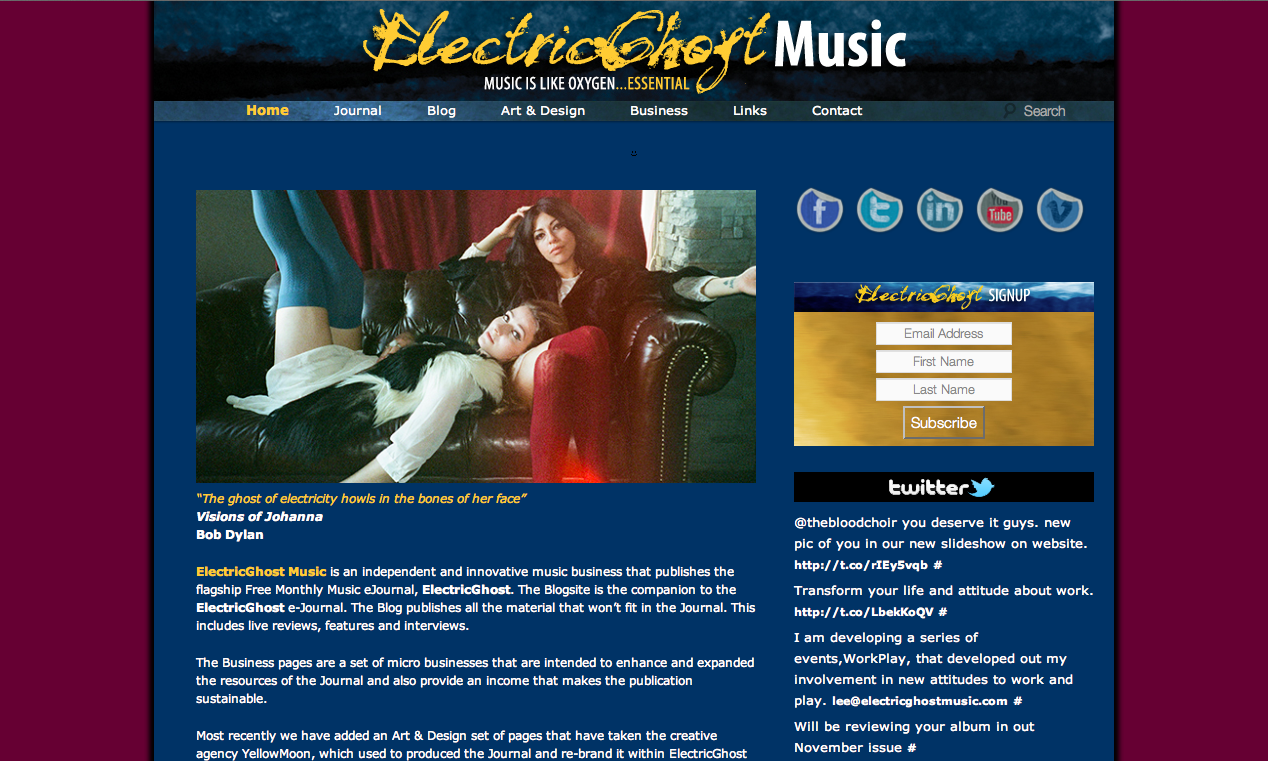 ElectricGhost Music
MUSIC IS LIKE OXYGEN...ESSENTIAL
Home Journal Blog Art & Design Business Links Contact Search
f t in You Tube v
ElectricGhost SIGNUP
Email Address
First Name
Last Name
Subscribe
“The ghost of electricity howls in the bones of her face”
Visions of Johanna
Bob Dylan
ElectricGhost Music is an independent and innovative music business that publishes the
flagship Free Monthly Music eJournal, ElectricGhost. The Blogsite is the companion to the
ElectricGhost e-Journal. The Blog publishes all the material that won’t fit in the Journal. This
includes live reviews, features and interviews.
The Business pages are a set of micro businesses that are intended to enhance and expanded
the resources of the Journal and also provide an income that makes the publication
sustainable.
Most recently we have added an Art & Design set of pages that have taken the creative
agency YellowMoon, which used to produced the Journal and re-brand it within ElectricGhost
twitter
@thebloodchoir you deserve it guys. new
pic of you in our new slideshow on website.
http://t.co/rIEy5vqb #
Transform your life and attitude about work.
http://t.co/LbekKoQV #
I am developing a series of
events,WorkPlay, that developed out my
involvement in new attitudes to work and
play. lee@electricghostmusic.com #
Will be reviewing your album in out
November issue #